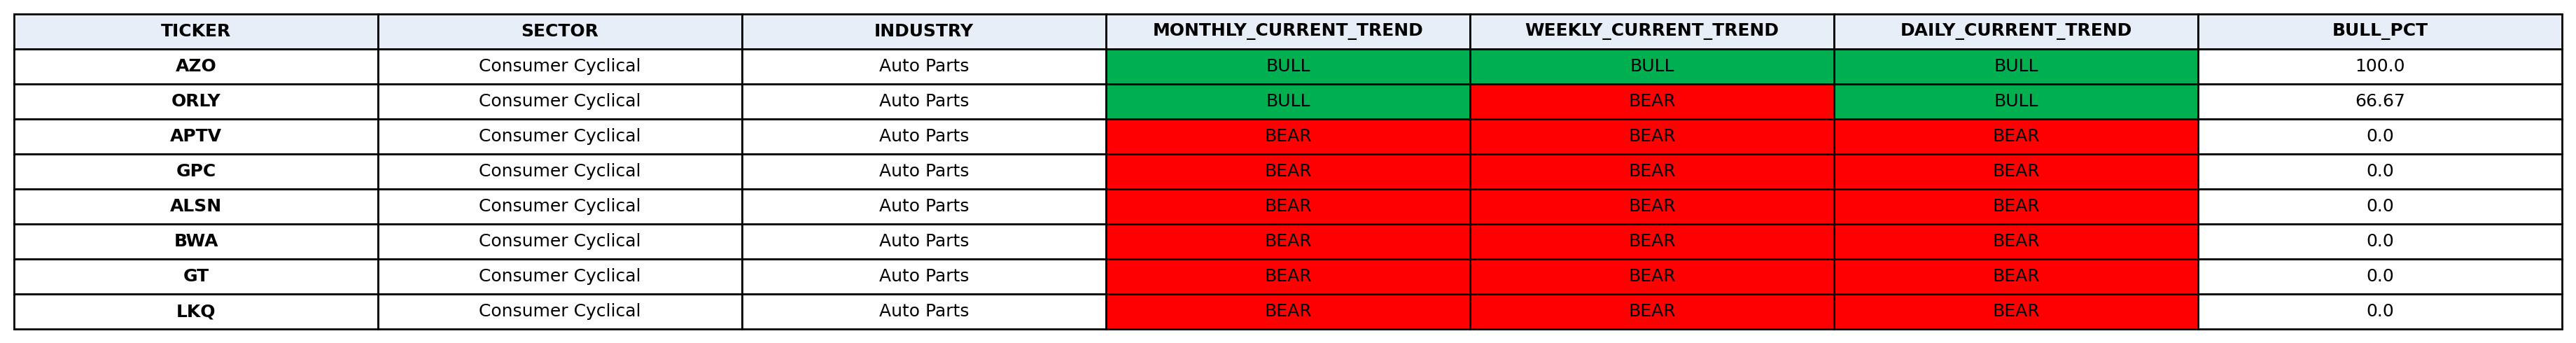 TICKER SECTOR INDUSTRY MONTHLY_CURRENT_TREND WEEKLY_CURRENT_TREND DAILY_CURRENT_TREND BULL_PCT
AZO Consumer Cyclical Auto Parts BULL BULL BULL 100.0
ORLY Consumer Cyclical Auto Parts BULL BEAR BULL 66.67
APTV Consumer Cyclical Auto Parts BEAR BEAR BEAR 0.0
GPC Consumer Cyclical Auto Parts BEAR BEAR BEAR 0.0
ALSN Consumer Cyclical Auto Parts BEAR BEAR BEAR 0.0
BWA Consumer Cyclical Auto Parts BEAR BEAR BEAR 0.0
GT Consumer Cyclical Auto Parts BEAR BEAR BEAR 0.0
LKQ Consumer Cyclical Auto Parts BEAR BEAR BEAR 0.0